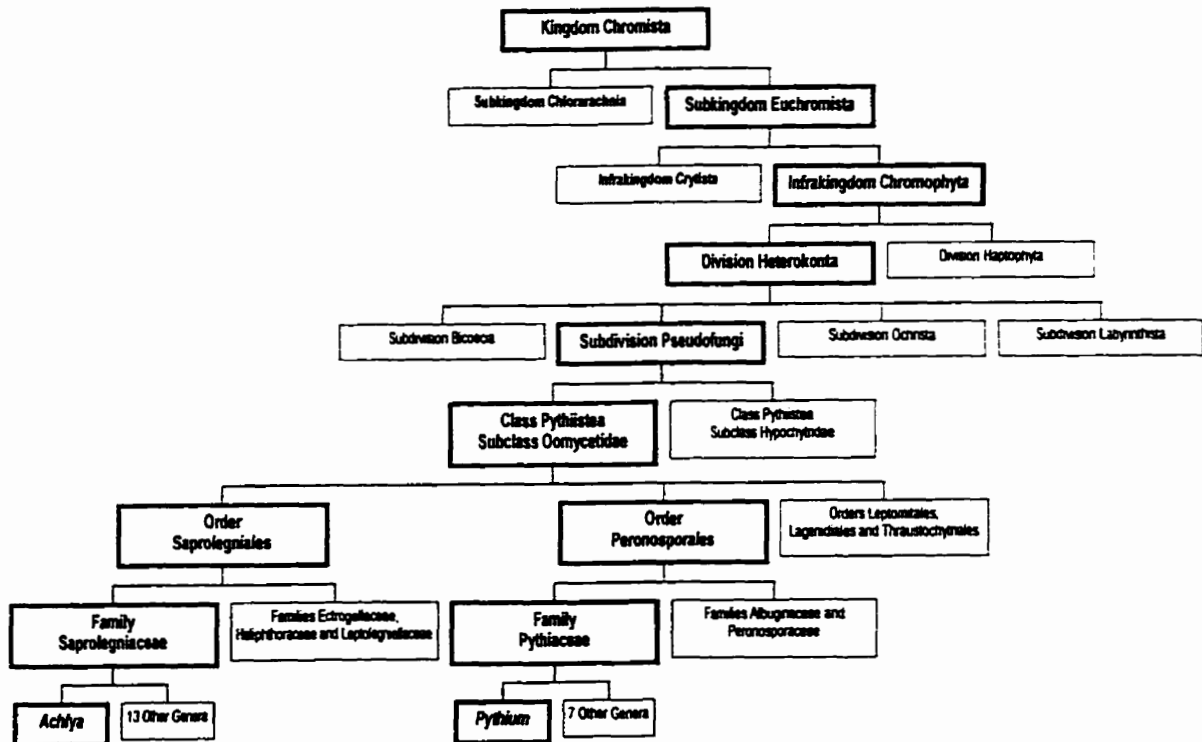 Kingdom Chromista
Subkingdom Chlorarachnia
Subkingdom Euchromista
Infrakingdom Crytista
Infrakingdom Chromophyta
Division Heterokonta
Division Haptophyta
Subdivision Bicoecia
Subdivision Pseudofungi
Subdivision Ochrista
Subdivision Labyrinthista
Class Pythiistea
Subclass Oomycetidae
Class Pythiistea
Subclass Hypochytridae
Order
Saprolegniales
Order
Peronosporales
Orders Leptomitales,
Lagenidiales and Thraustochytriales
Family
Saprolegniaceae
Families Ectrogellaceae,
Haliphthoraceae and Leptolegniellaceae
Family
Pythiaceae
Families Albuginaceae and
Peronosporaceae
Achlya
13 Other Genera
Pythium
7 Other Genera